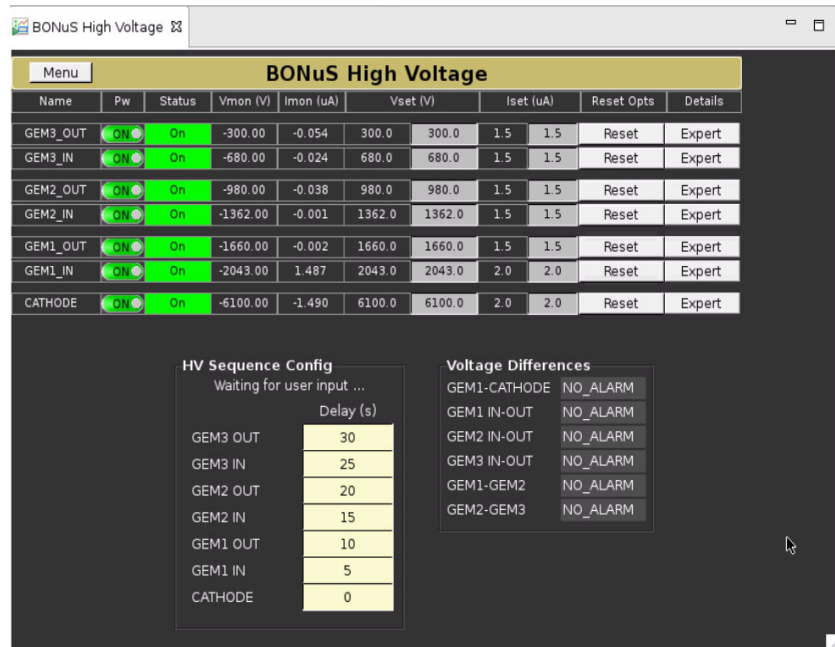 BONuS High Voltage
Menu BONuS High Voltage
Name Pw Status Vmon (V) Imon (uA) Vset (V) Iset (uA) Reset Opts Details
GEM3_OUT ON On -300.00 -0.054 300.0 300.0 1.5 1.5 Reset Expert
GEM3_IN ON On -680.00 -0.024 680.0 680.0 1.5 1.5 Reset Expert
GEM2_OUT ON On -980.00 -0.038 980.0 980.0 1.5 1.5 Reset Expert
GEM2_IN ON On -1362.00 -0.001 1362.0 1362.0 1.5 1.5 Reset Expert
GEM1_OUT ON On -1660.00 -0.002 1660.0 1660.0 1.5 1.5 Reset Expert
GEM1_IN ON On -2043.00 1.487 2043.0 2043.0 2.0 2.0 Reset Expert
CATHODE ON On -6100.00 -1.490 6100.0 6100.0 2.0 2.0 Reset Expert
HV Sequence Config
Waiting for user input ...
Delay (s)
GEM3 OUT 30
GEM3 IN 25
GEM2 OUT 20
GEM2 IN 15
GEM1 OUT 10
GEM1 IN 5
CATHODE 0
Voltage Differences
GEM1-CATHODE NO_ALARM
GEM1 IN-OUT NO_ALARM
GEM2 IN-OUT NO_ALARM
GEM3 IN-OUT NO_ALARM
GEM1-GEM2 NO_ALARM
GEM2-GEM3 NO_ALARM